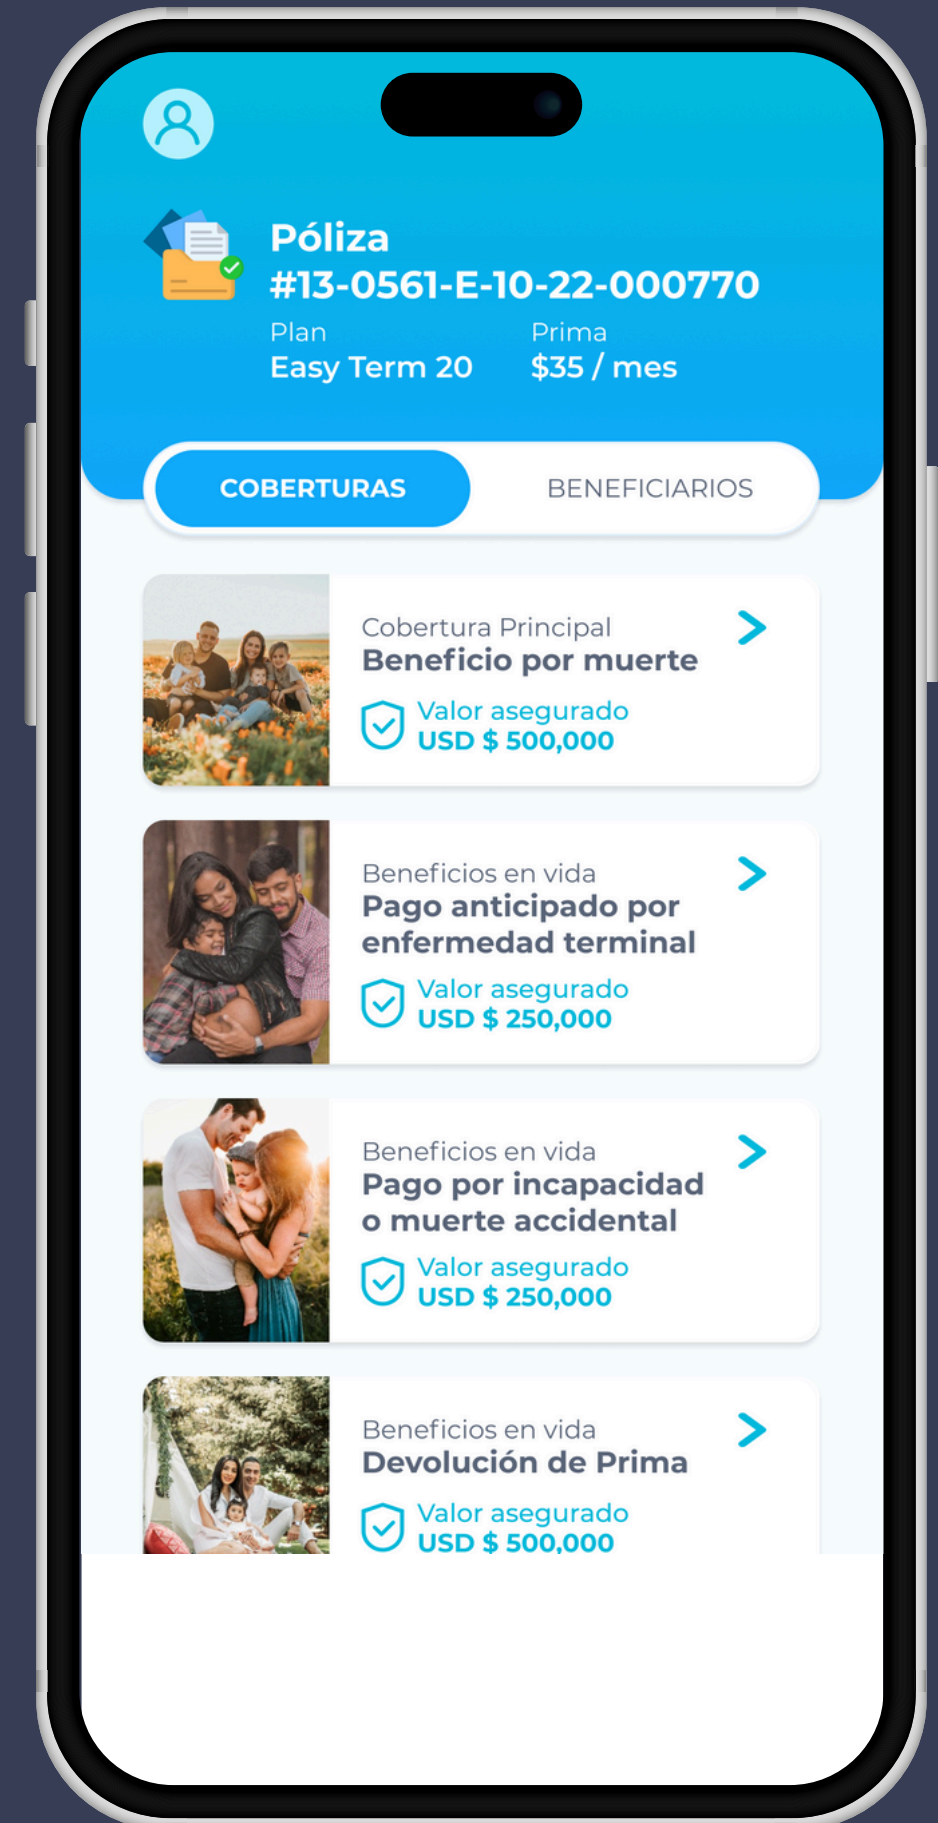 Póliza
#13-0561-E-10-22-000770
Plan
Prima
Easy Term 20
$35 / mes
COBERTURAS
BENEFICIARIOS
Cobertura Principal
Beneficio por muerte
Valor asegurado
USD $ 500,000
Beneficios en vida
Pago anticipado por
enfermedad terminal
Valor asegurado
USD $ 250,000
Beneficios en vida
Pago por incapacidad
o muerte accidental
Valor asegurado
USD $ 250,000
Beneficios en vida
Devolución de Prima
Valor asegurado
USD $ 500,000